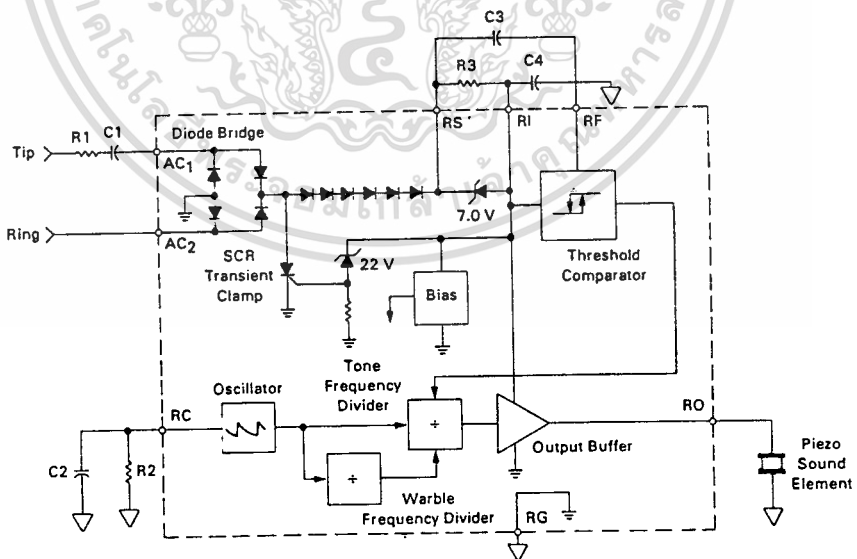 C3
R3
C4
RS
RI
RF
R1
C1
Diode Bridge
Tip
AC1
Ring
AC2
7.0 V
Threshold
Comparator
SCR
Transient
Clamp
22 V
Bias
Tone
Frequency
Divider
Oscillator
RC
÷
RO
Output Buffer
C2
R2
÷
Warble
Frequency Divider
RG
Piezo
Sound
Element